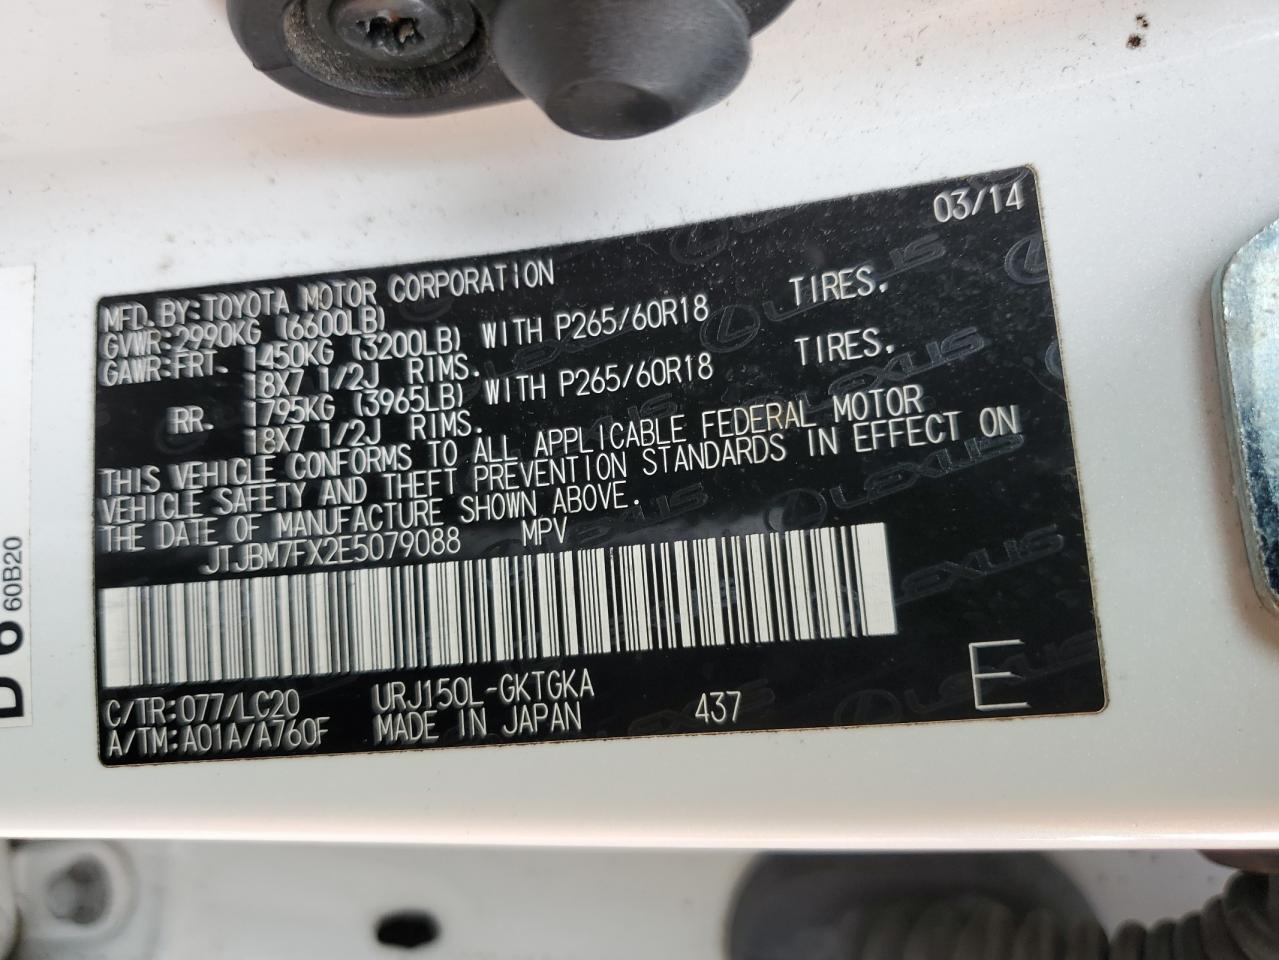 03/14
MFD. BY: TOYOTA MOTOR CORPORATION
GVWR: 2990KG (6600LB)
GAWR: FRT. 1450KG (3200LB) WITH P265/60R18 TIRES.
18X7 1/2J RIMS.
RR. 1795KG (3965LB) WITH P265/60R18 TIRES.
18X7 1/2J RIMS.
THIS VEHICLE CONFORMS TO ALL APPLICABLE FEDERAL MOTOR
VEHICLE SAFETY AND THEFT PREVENTION STANDARDS IN EFFECT ON
THE DATE OF MANUFACTURE SHOWN ABOVE.
JTJBM7FX2E5079088 MPV
C/TR: 077/LC20 URJ150L-GKTGKA
A/TM: A01A/A760F MADE IN JAPAN 437 E
60B20
LEXUS